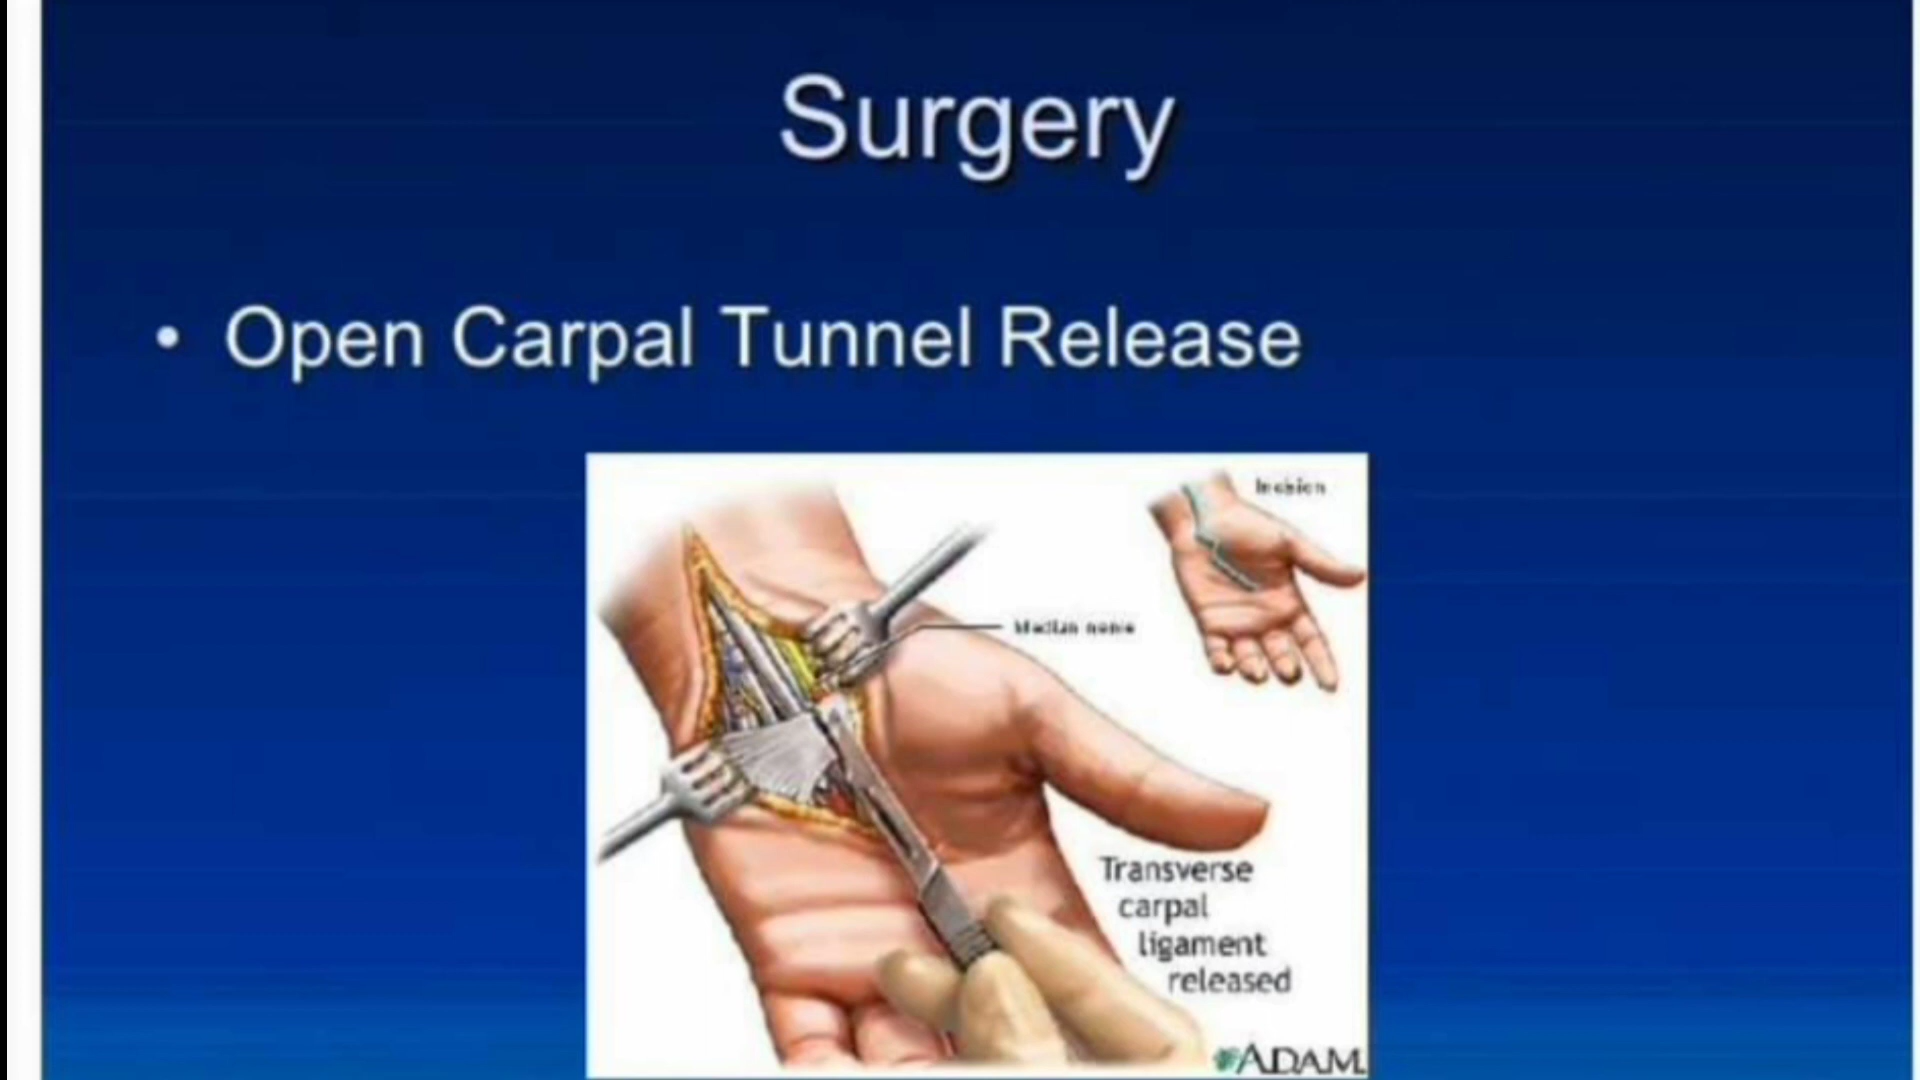 Surgery
• Open Carpal Tunnel Release
Incision
Median nerve
Transverse
carpal
ligament
released
ADAM.